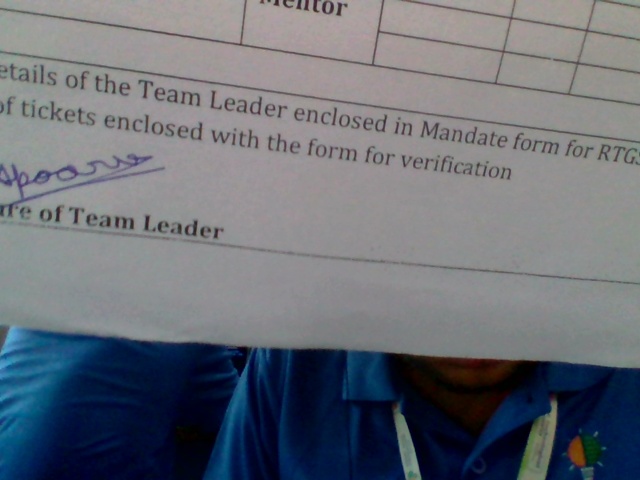 Mentor
etails of the Team Leader enclosed in Mandate form for RTGS
of tickets enclosed with the form for verification
ure of Team Leader